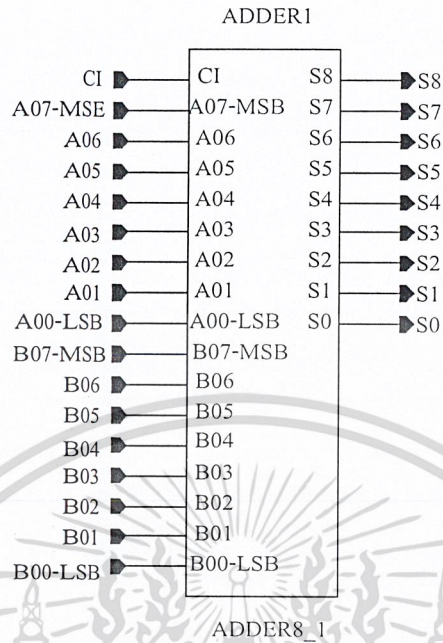 ADDER1
CI CI S8 S8
A07-MSE A07-MSB S7 S7
A06 A06 S6 S6
A05 A05 S5 S5
A04 A04 S4 S4
A03 A03 S3 S3
A02 A02 S2 S2
A01 A01 S1 S1
A00-LSB A00-LSB S0 S0
B07-MSB B07-MSB
B06 B06
B05 B05
B04 B04
B03 B03
B02 B02
B01 B01
B00-LSB B00-LSB
ADDER8_1